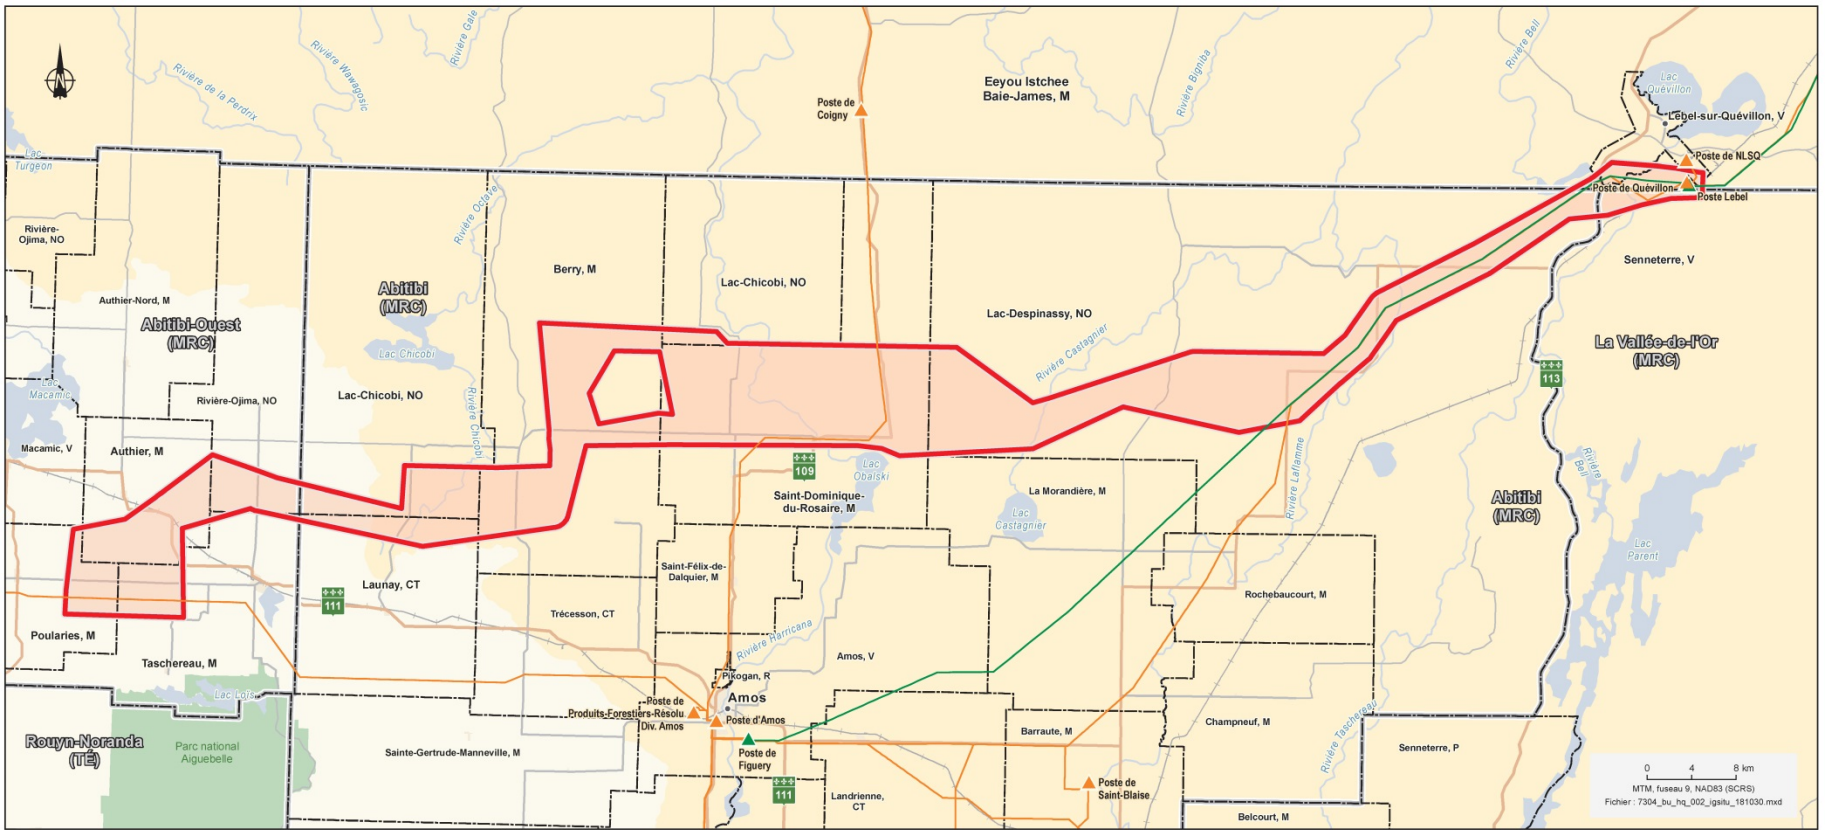 Rivière Gale
Rivière Wawagosic
Rivière de la Perdrix
N
Eeyou Istchee
Baie-James, M
Rivière Bigniba
Rivière Bell
Lac
Quévillon
Poste de
Coigny
Lebel-sur-Quévillon, V
Lac
Turgeon
Poste de NLSQ
Poste de Quévillon
Poste Lebel
Rivière Octave
Rivière-
Ojima, NO
Berry, M
Lac-Chicobi, NO
Senneterre, V
Abitibi
(MRC)
Authier-Nord, M
Abitibi-Ouest
(MRC)
Lac-Despinassy, NO
Rivière Castagnier
La Vallée-de-l'Or
(MRC)
Lac Chicobi
113
Lac
Macamic
Rivière-Ojima, NO
Lac-Chicobi, NO
Rivière Chicobi
Macamic, V
Authier, M
109
Lac
Obalski
Rivière Laflamme
Rivière
Bell
Saint-Dominique-
du-Rosaire, M
La Morandière, M
Abitibi
(MRC)
Lac
Castagnier
Lac
Parent
Saint-Félix-de-
Dalquier, M
Launay, CT
111
Trécesson, CT
Rochebaucourt, M
Poularies, M
Rivière Harricana
Amos, V
Taschereau, M
Pikogan, R
Lac Loïs
Amos
Poste de
Produits-Forestiers-Résolu
Div. Amos
Poste d'Amos
Rivière Taschereau
Rouyn-Noranda
(TÉ)
Parc national
Aiguebelle
Sainte-Gertrude-Manneville, M
Poste de
Figuery
Barraute, M
Champneuf, M
Senneterre, P
111
Landrienne,
CT
Poste de
Saint-Blaise
Belcourt, M
0 4 8 km
MTM, fuseau 9, NAD83 (SCRS)
Fichier : 7304_bu_hq_002_igsitu_181030.mxd